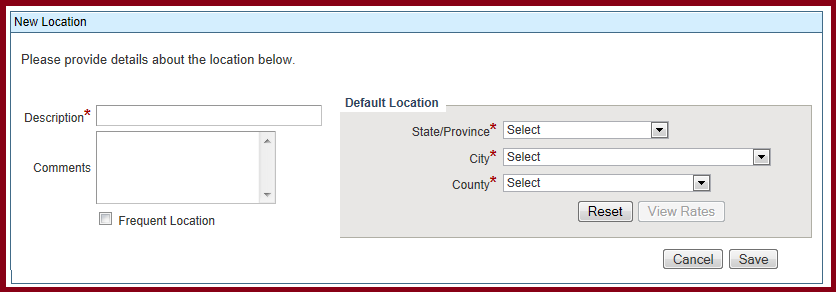 New Location
Please provide details about the location below.
Description*
Comments
Frequent Location
Default Location
State/Province* Select
City* Select
County* Select
Reset View Rates
Cancel Save